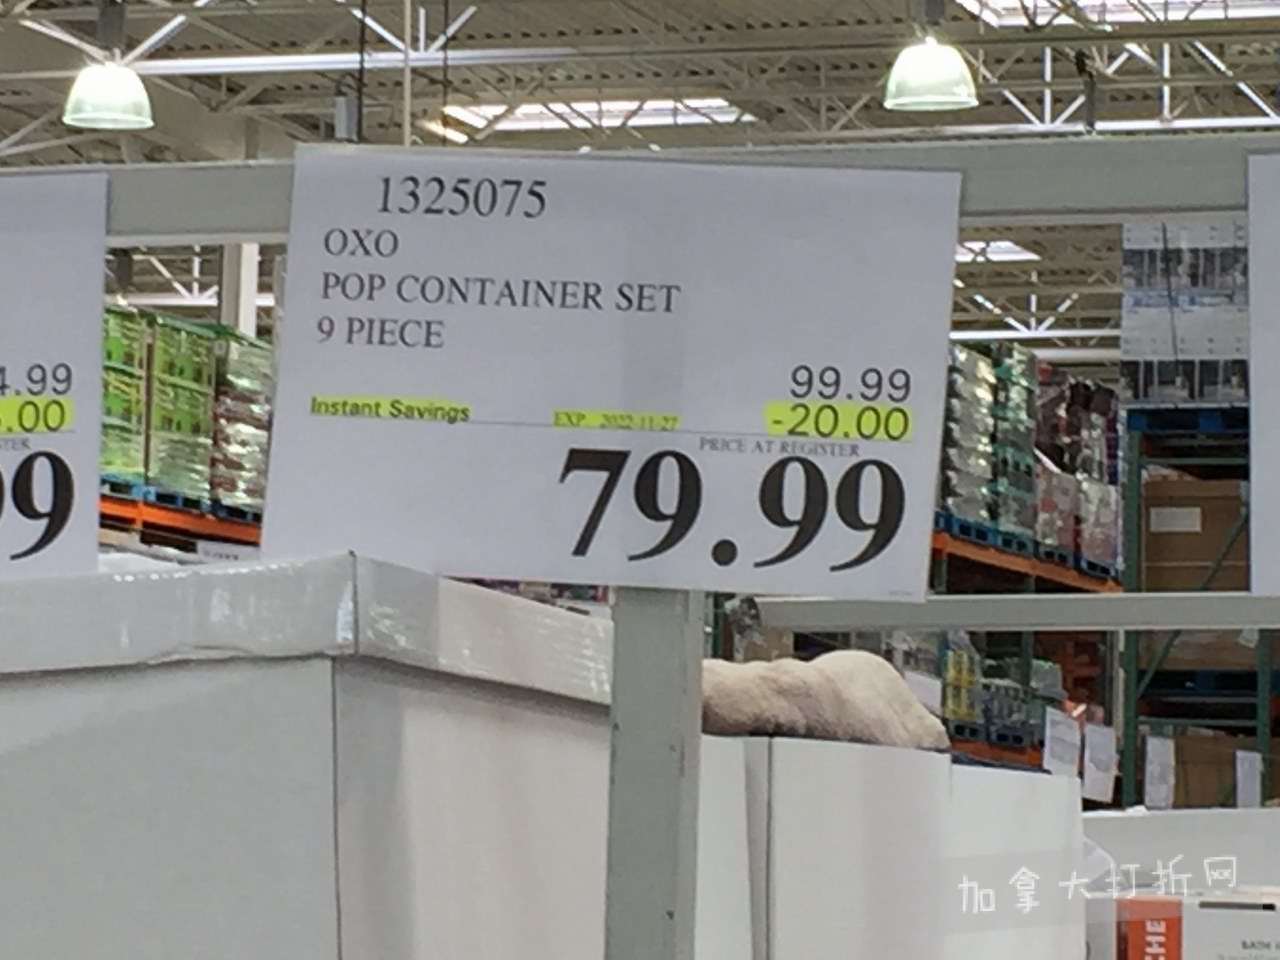 1325075
OXO
POP CONTAINER SET
9 PIECE
99.99
Instant Savings EXP. 2022-11-27 -20.00
PRICE AT REGISTER
79.99
.99
.00
99
加拿大打折网
BATH